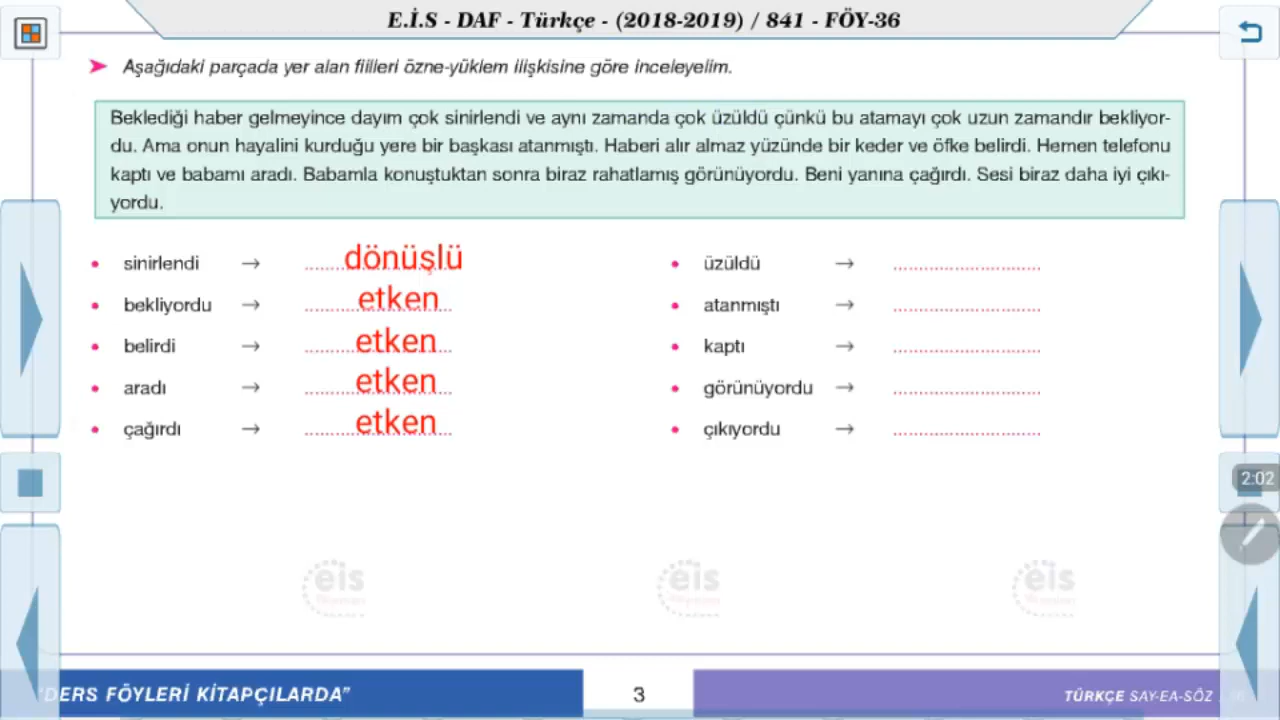 E.İ.S - DAF - Türkçe - (2018-2019) / 841 - FÖY-36
Aşağıdaki parçada yer alan fiilleri özne-yüklem ilişkisine göre inceleyelim.
Beklediği haber gelmeyince dayım çok sinirlendi ve aynı zamanda çok üzüldü çünkü bu atamayı çok uzun zamandır bekliyor-
du. Ama onun hayalini kurduğu yere bir başkası atanmıştı. Haberi alır almaz yüzünde bir keder ve öfke belirdi. Hemen telefonu
kaptı ve babamı aradı. Babamla konuştuktan sonra biraz rahatlamış görünüyordu. Beni yanına çağırdı. Sesi biraz daha iyi çıkı-
yordu.
• sinirlendi → dönüşlü • üzüldü → ........................
• bekliyordu → etken • atanmıştı → ........................
• belirdi → etken • kaptı → ........................
• aradı → etken • görünüyordu → ........................
• çağırdı → etken • çıkıyordu → ........................
2:02
eis eis eis
"DERS FÖYLERİ KİTAPÇILARDA" 3 TÜRKÇE SAY-EA-SÖZ